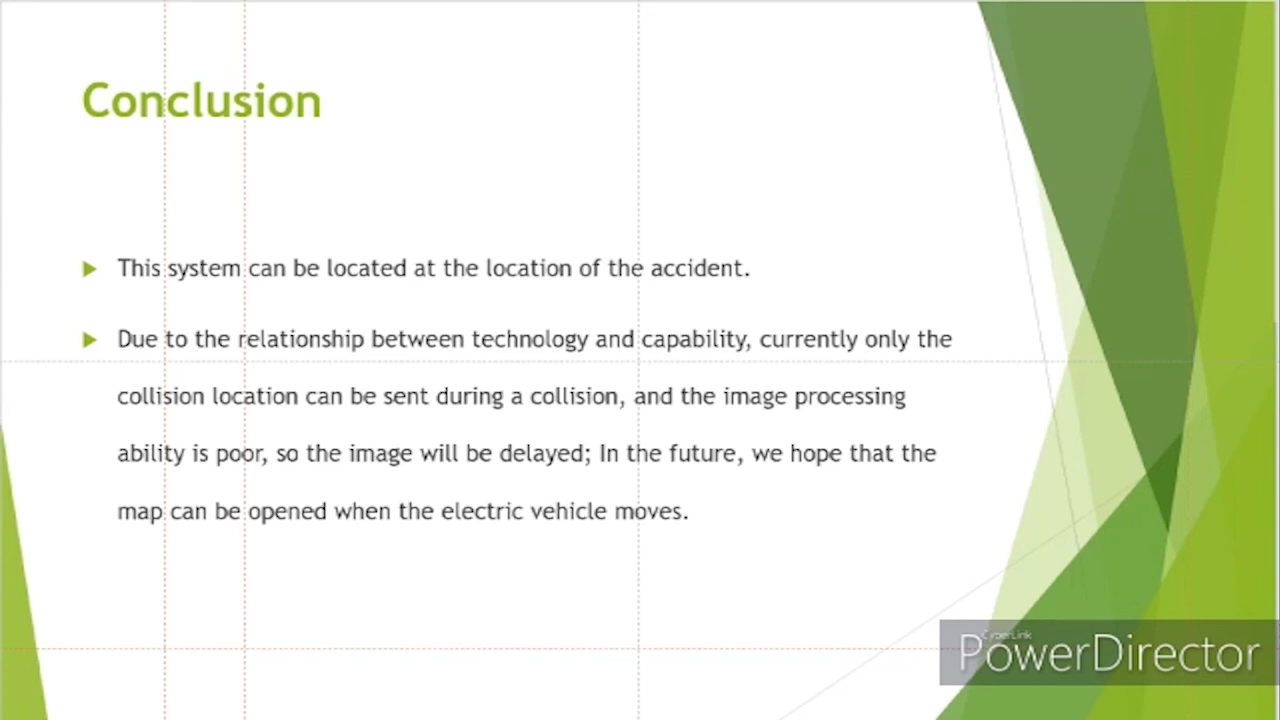 Conclusion
This system can be located at the location of the accident.
Due to the relationship between technology and capability, currently only the
collision location can be sent during a collision, and the image processing
ability is poor, so the image will be delayed; In the future, we hope that the
map can be opened when the electric vehicle moves.
CyberLink
PowerDirector